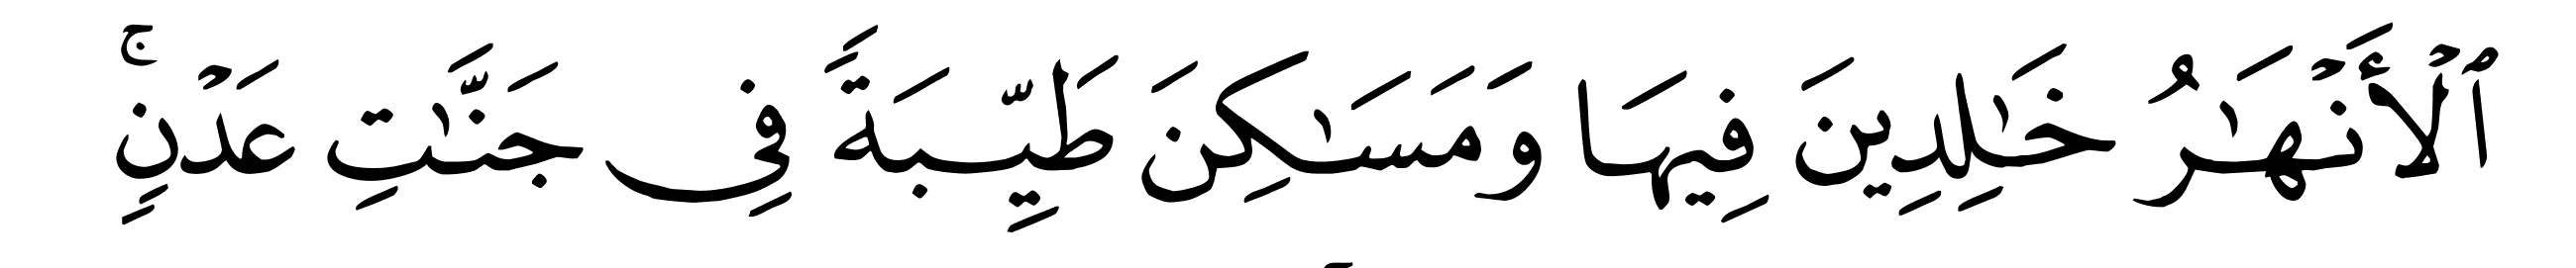 ٱلۡأَنۡهَٰرُ خَٰلِدِينَ فِيهَا وَمَسَٰكِنَ طَيِّبَةٗ فِي جَنَّٰتِ عَدۡنٖۚ